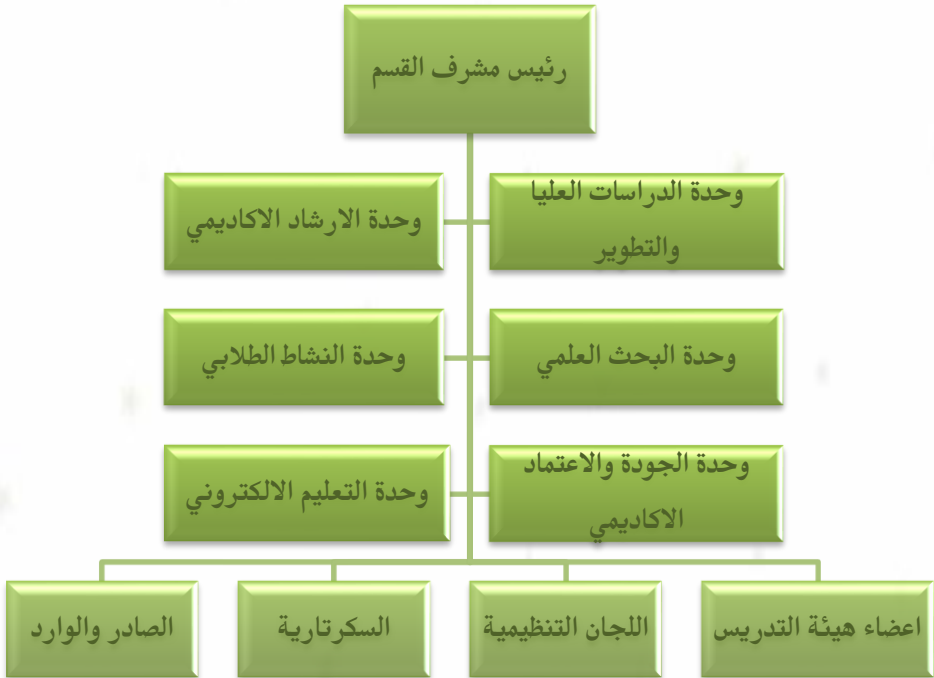 رئيس مشرف القسم
وحدة الدراسات العليا
والتطوير
وحدة الارشاد الاكاديمي
وحدة البحث العلمي
وحدة النشاط الطلابي
وحدة الجودة والاعتماد
الاكاديمي
وحدة التعليم الالكتروني
اعضاء هيئة التدريس
اللجان التنظيمية
السكرتارية
الصادر والوارد